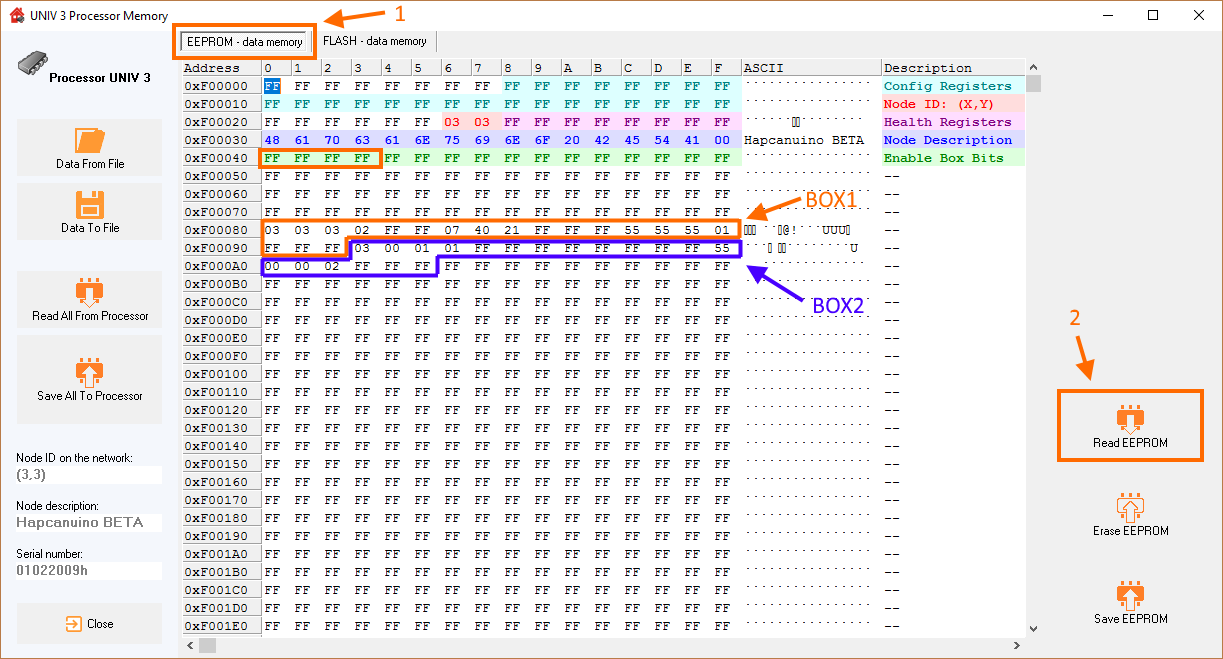 UNIV 3 Processor Memory
1
EEPROM - data memory
FLASH - data memory
Processor UNIV 3
Data From File
Data To File
Read All From Processor
Save All To Processor
Node ID on the network:
(3,3)
Node description:
Hapcanuino BETA
Serial number:
01022009h
Close
Address 0 1 2 3 4 5 6 7 8 9 A B C D E F ASCII Description
0xF00000 FF FF FF FF FF FF FF FF FF FF FF FF FF FF FF FF ................ Config Registers
0xF00010 FF FF FF FF FF FF FF FF FF FF FF FF FF FF FF FF ................ Node ID: (X,Y)
0xF00020 FF FF FF FF FF FF 03 03 FF FF FF FF FF FF FF FF Health Registers
0xF00030 48 61 70 63 61 6E 75 69 6E 6F 20 42 45 54 41 00 Hapcanuino BETA Node Description
0xF00040 FF FF FF FF FF FF FF FF FF FF FF FF FF FF FF FF ................ Enable Box Bits
0xF00050 FF FF FF FF FF FF FF FF FF FF FF FF FF FF FF FF ................ --
0xF00060 FF FF FF FF FF FF FF FF FF FF FF FF FF FF FF FF ................ --
0xF00070 FF FF FF FF FF FF FF FF FF FF FF FF FF FF FF FF ................ --
0xF00080 03 03 03 02 FF FF 07 40 21 FF FF FF 55 55 55 01 @! UUU --
BOX1
0xF00090 FF FF FF 03 00 01 01 FF FF FF FF FF FF FF FF 55 U --
0xF000A0 00 00 02 FF FF FF FF FF FF FF FF FF FF FF FF FF --
BOX2
0xF000B0 FF FF FF FF FF FF FF FF FF FF FF FF FF FF FF FF ................ --
0xF000C0 FF FF FF FF FF FF FF FF FF FF FF FF FF FF FF FF ................ --
0xF000D0 FF FF FF FF FF FF FF FF FF FF FF FF FF FF FF FF ................ --
0xF000E0 FF FF FF FF FF FF FF FF FF FF FF FF FF FF FF FF ................ --
0xF000F0 FF FF FF FF FF FF FF FF FF FF FF FF FF FF FF FF ................ --
0xF00100 FF FF FF FF FF FF FF FF FF FF FF FF FF FF FF FF ................ --
0xF00110 FF FF FF FF FF FF FF FF FF FF FF FF FF FF FF FF ................ --
0xF00120 FF FF FF FF FF FF FF FF FF FF FF FF FF FF FF FF ................ --
0xF00130 FF FF FF FF FF FF FF FF FF FF FF FF FF FF FF FF ................ --
0xF00140 FF FF FF FF FF FF FF FF FF FF FF FF FF FF FF FF ................ --
0xF00150 FF FF FF FF FF FF FF FF FF FF FF FF FF FF FF FF ................ --
0xF00160 FF FF FF FF FF FF FF FF FF FF FF FF FF FF FF FF ................ --
0xF00170 FF FF FF FF FF FF FF FF FF FF FF FF FF FF FF FF ................ --
0xF00180 FF FF FF FF FF FF FF FF FF FF FF FF FF FF FF FF ................ --
0xF00190 FF FF FF FF FF FF FF FF FF FF FF FF FF FF FF FF ................ --
0xF001A0 FF FF FF FF FF FF FF FF FF FF FF FF FF FF FF FF ................ --
0xF001B0 FF FF FF FF FF FF FF FF FF FF FF FF FF FF FF FF ................ --
0xF001C0 FF FF FF FF FF FF FF FF FF FF FF FF FF FF FF FF ................ --
0xF001D0 FF FF FF FF FF FF FF FF FF FF FF FF FF FF FF FF ................ --
0xF001E0 FF FF FF FF FF FF FF FF FF FF FF FF FF FF FF FF ................ --
2
Read EEPROM
Erase EEPROM
Save EEPROM